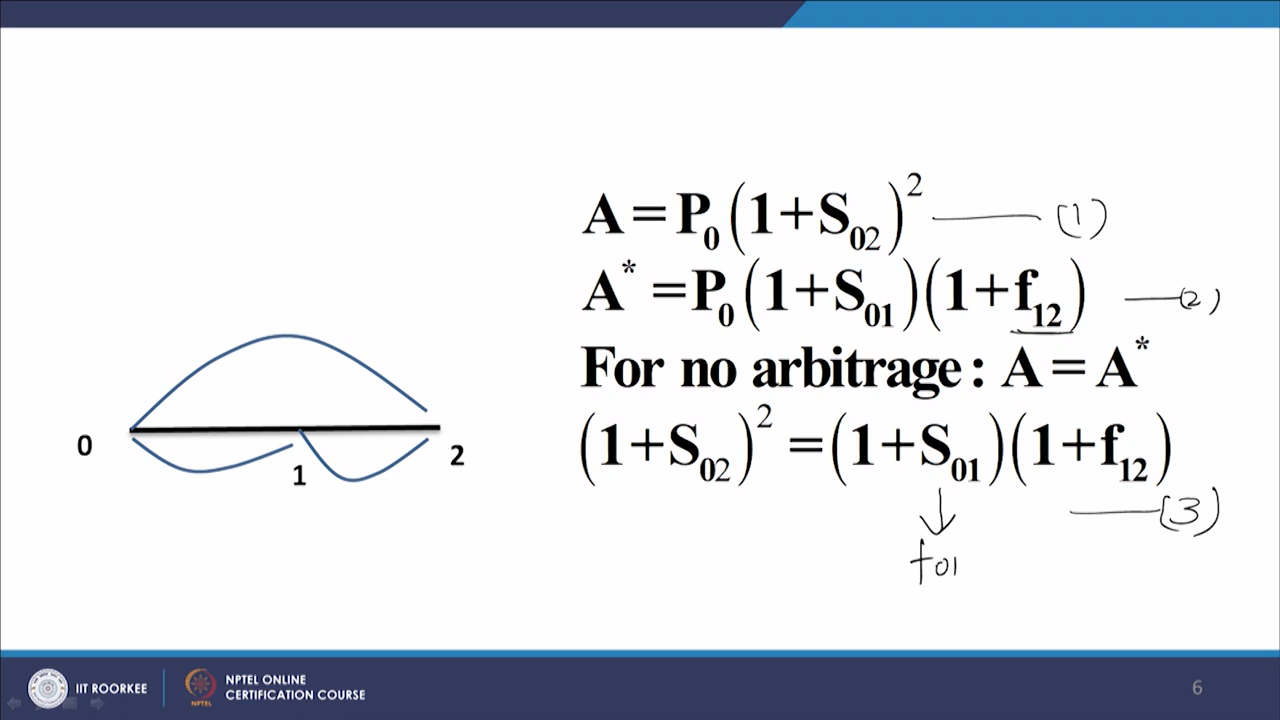 A = P₀(1+S₀₂)² —— (1)
A* = P₀(1+S₀₁)(1+f₁₂) —— (2)
For no arbitrage: A = A*
(1+S₀₂)² = (1+S₀₁)(1+f₁₂) —— (3)
↓
f01
0 1 2
IIT ROORKEE
NPTEL
NPTEL ONLINE
CERTIFICATION COURSE
6